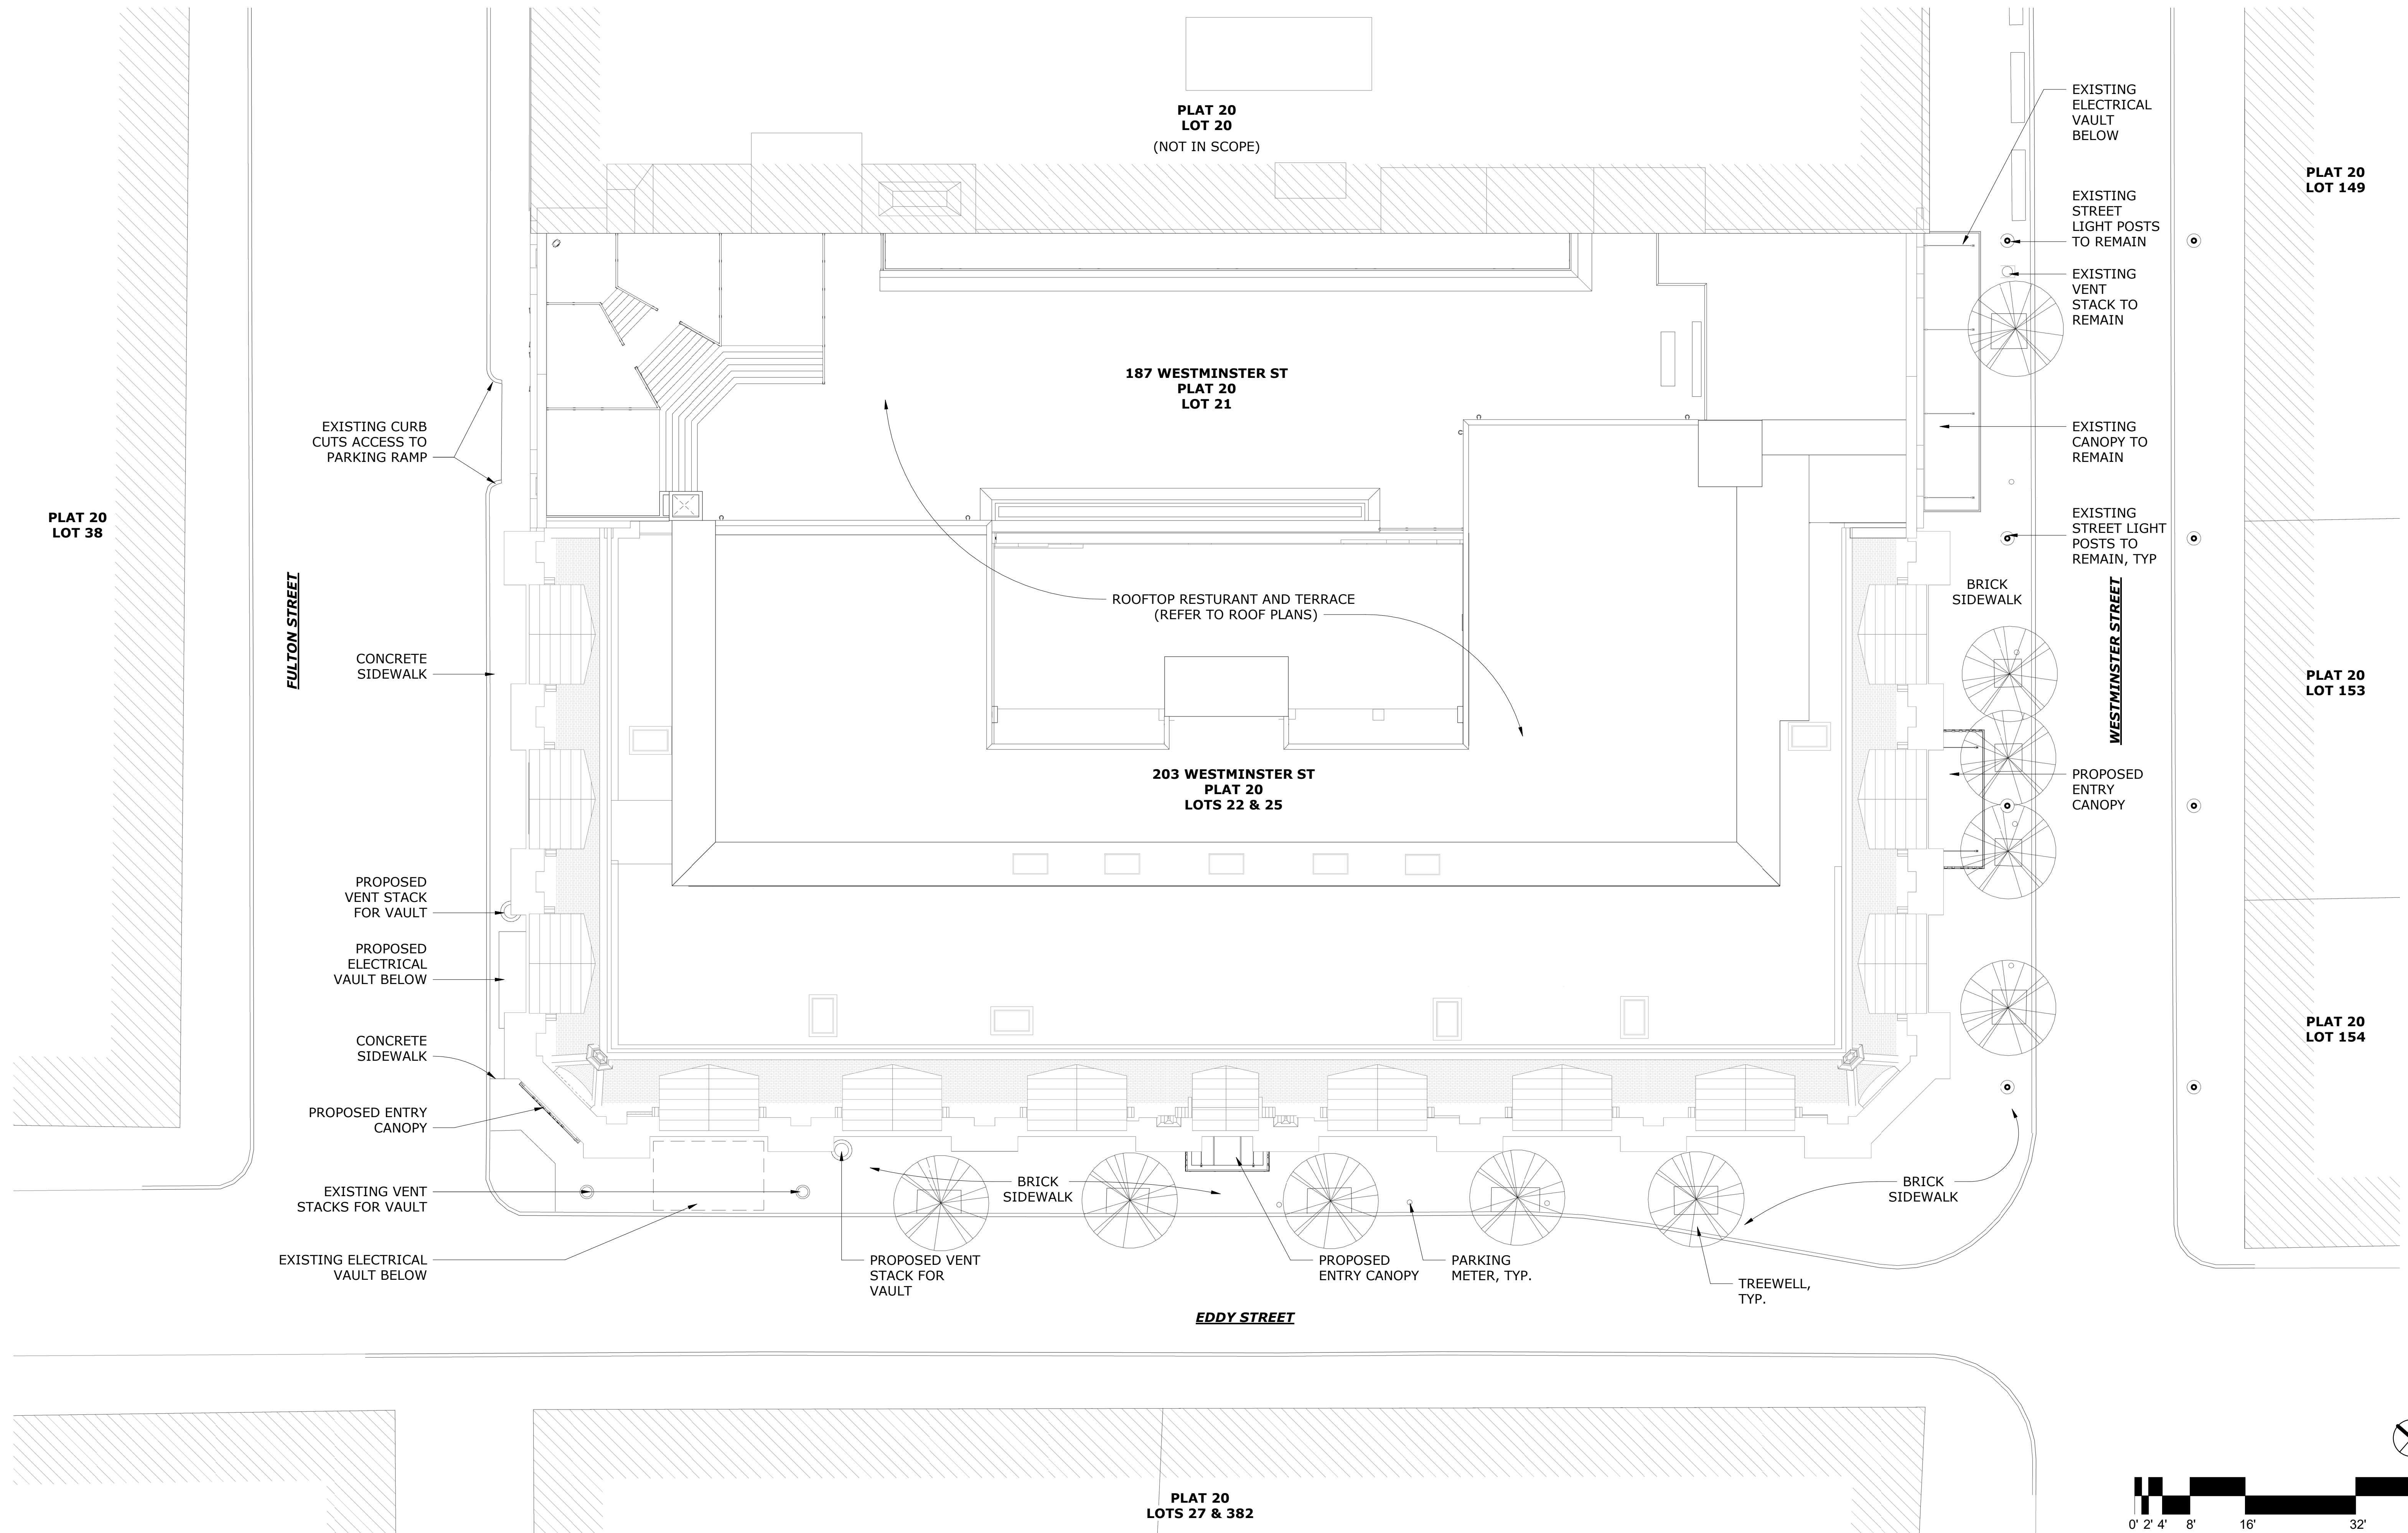 PLAT 20
LOT 20
(NOT IN SCOPE)
EXISTING
ELECTRICAL
VAULT
BELOW
PLAT 20
LOT 149
EXISTING
STREET
LIGHT POSTS
TO REMAIN
EXISTING
VENT
STACK TO
REMAIN
187 WESTMINSTER ST
PLAT 20
LOT 21
EXISTING CURB
CUTS ACCESS TO
PARKING RAMP
EXISTING
CANOPY TO
REMAIN
PLAT 20
LOT 38
EXISTING
STREET LIGHT
POSTS TO
REMAIN, TYP
FULTON STREET
ROOFTOP RESTURANT AND TERRACE
(REFER TO ROOF PLANS)
BRICK
SIDEWALK
WESTMINSTER STREET
CONCRETE
SIDEWALK
PLAT 20
LOT 153
203 WESTMINSTER ST
PLAT 20
LOTS 22 & 25
PROPOSED
ENTRY
CANOPY
PROPOSED
VENT STACK
FOR VAULT
PROPOSED
ELECTRICAL
VAULT BELOW
PLAT 20
LOT 154
CONCRETE
SIDEWALK
PROPOSED ENTRY
CANOPY
EXISTING VENT
STACKS FOR VAULT
BRICK
SIDEWALK
BRICK
SIDEWALK
EXISTING ELECTRICAL
VAULT BELOW
PROPOSED VENT
STACK FOR
VAULT
PROPOSED
ENTRY CANOPY
PARKING
METER, TYP.
TREEWELL,
TYP.
EDDY STREET
PLAT 20
LOTS 27 & 382
0' 2' 4' 8' 16' 32'